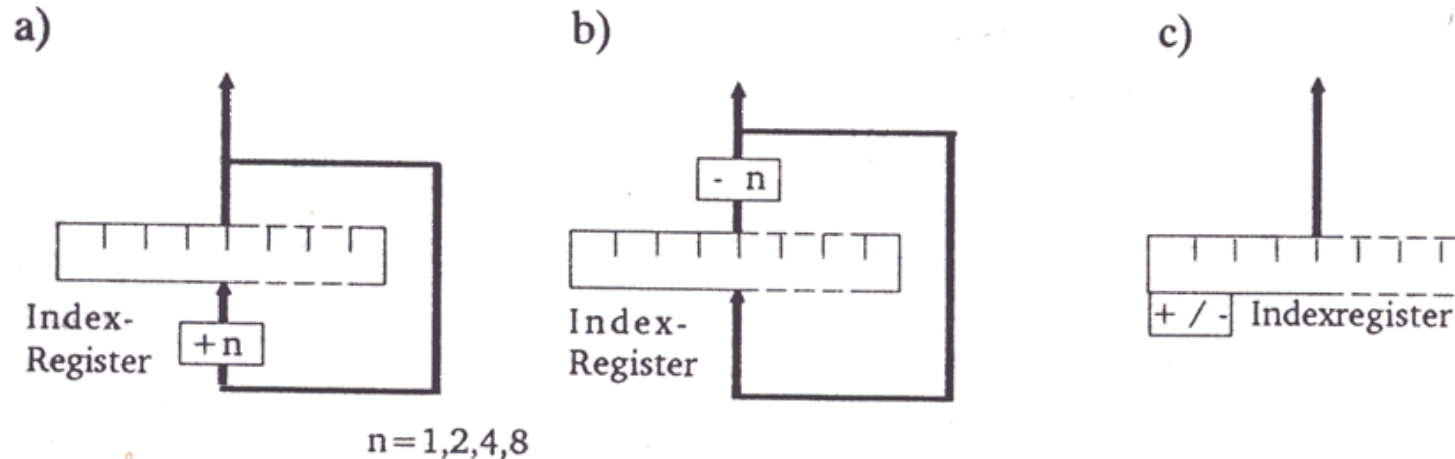 a)
Index-
Register
+n
n=1,2,4,8
b)
- n
Index-
Register
c)
+ / -
Indexregister